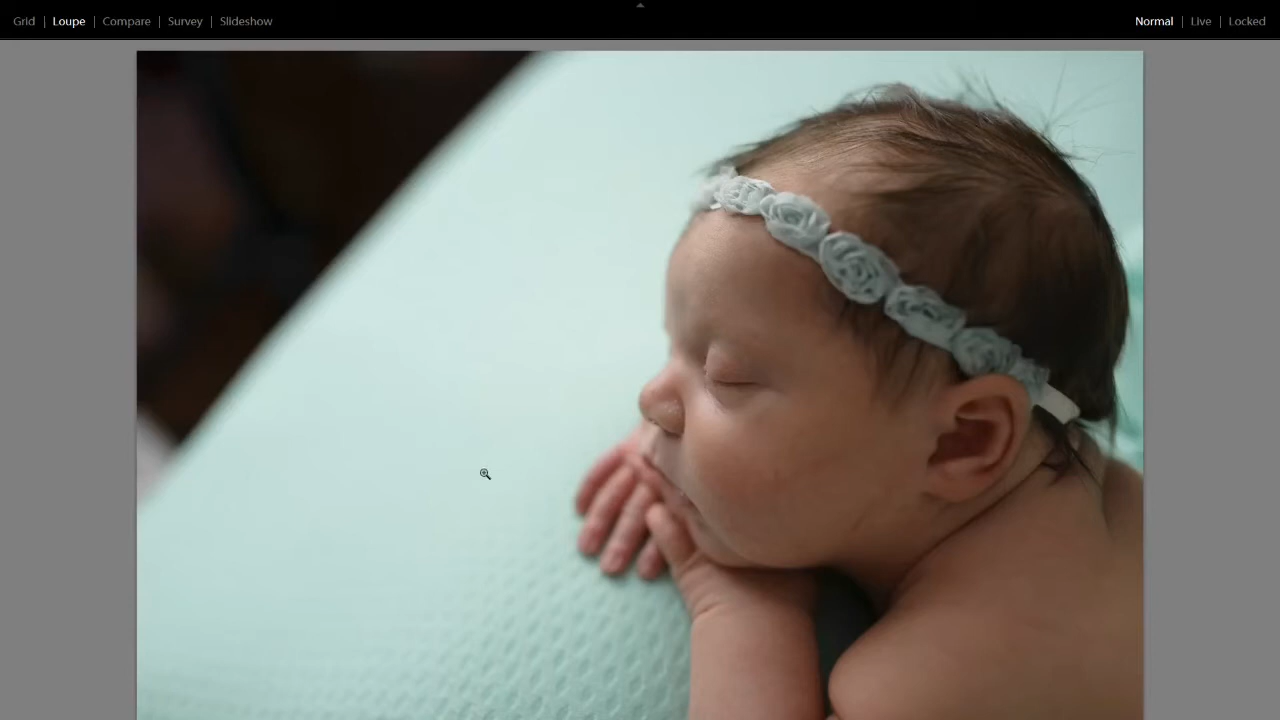 Grid | Loupe | Compare | Survey | Slideshow
Normal | Live | Locked